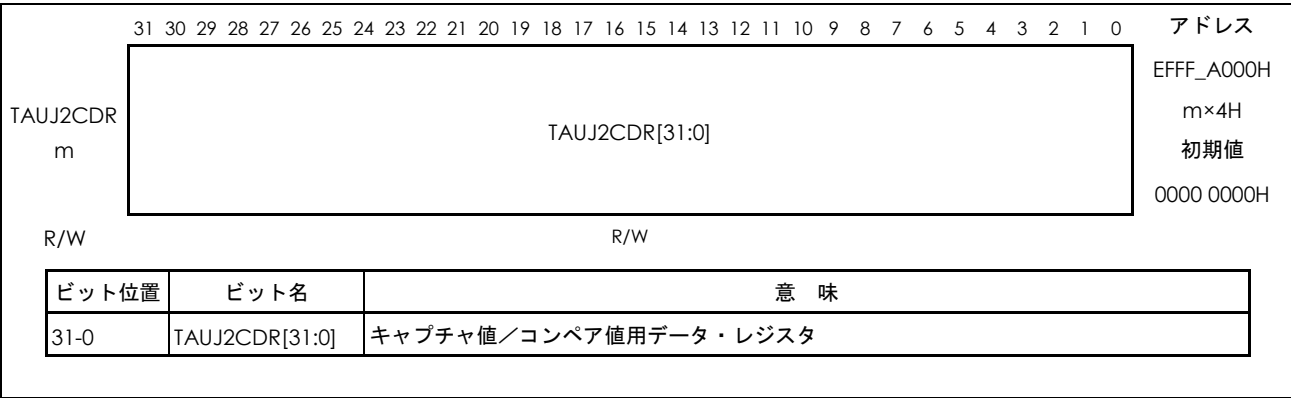 31 30 29 28 27 26 25 24 23 22 21 20 19 18 17 16 15 14 13 12 11 10 9 8 7 6 5 4 3 2 1 0 アドレス
EFFF_A000H
TAUJ2CDR
m
TAUJ2CDR[31:0]
m×4H
初期値
0000 0000H
R/W R/W
ビット位置 ビット名 意 味
31-0 TAUJ2CDR[31:0] キャプチャ値／コンペア値用データ・レジスタ